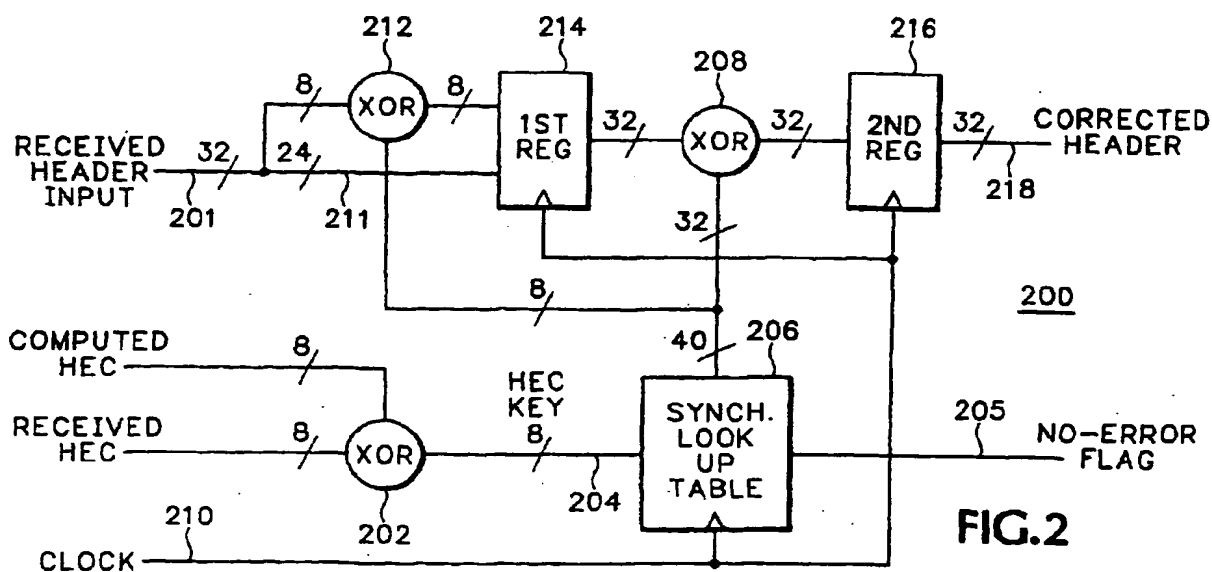 212
214
216
208
8
XOR
8
1ST
REG
32
XOR
32
2ND
REG
32
CORRECTED
HEADER
RECEIVED
HEADER
INPUT
32
24
201
211
218
32
8
200
COMPUTED
HEC
8
40
206
HEC
KEY
8
SYNCH.
LOOK
UP
TABLE
205
NO-ERROR
FLAG
RECEIVED
HEC
8
XOR
204
202
210
CLOCK
FIG.2